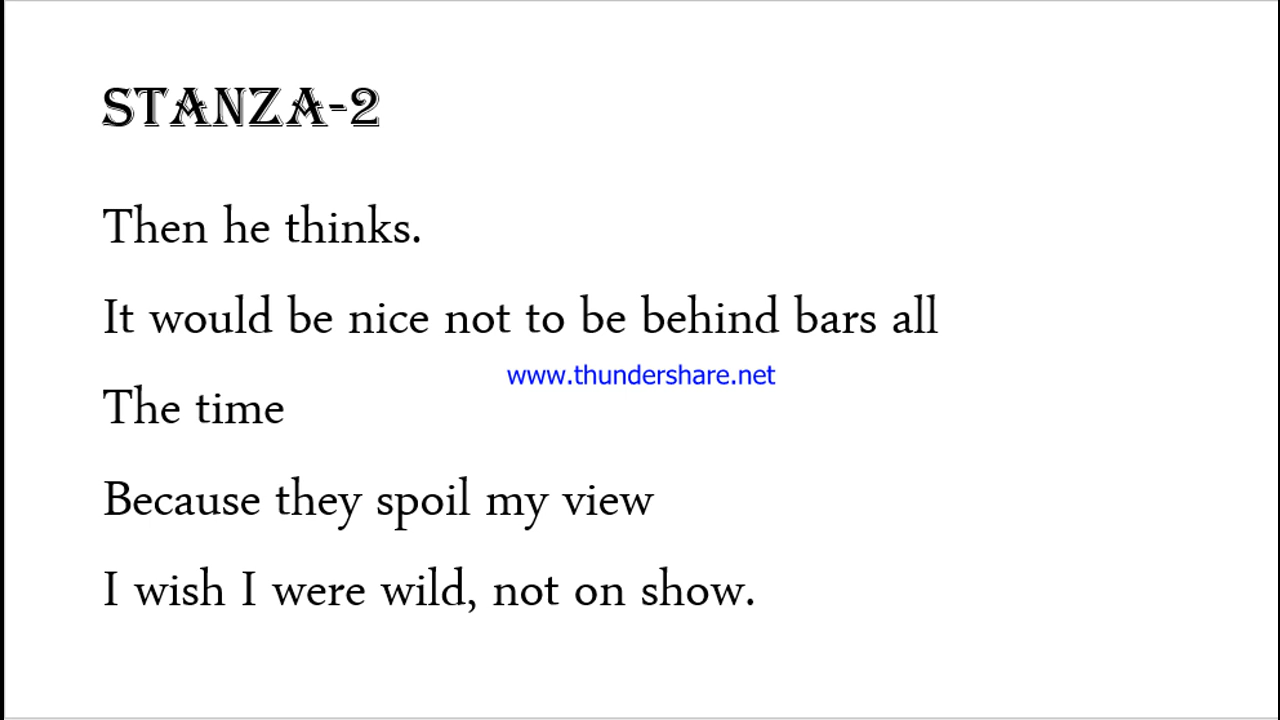 STANZA-2
Then he thinks.
It would be nice not to be behind bars all
www.thundershare.net
The time
Because they spoil my view
I wish I were wild, not on show.